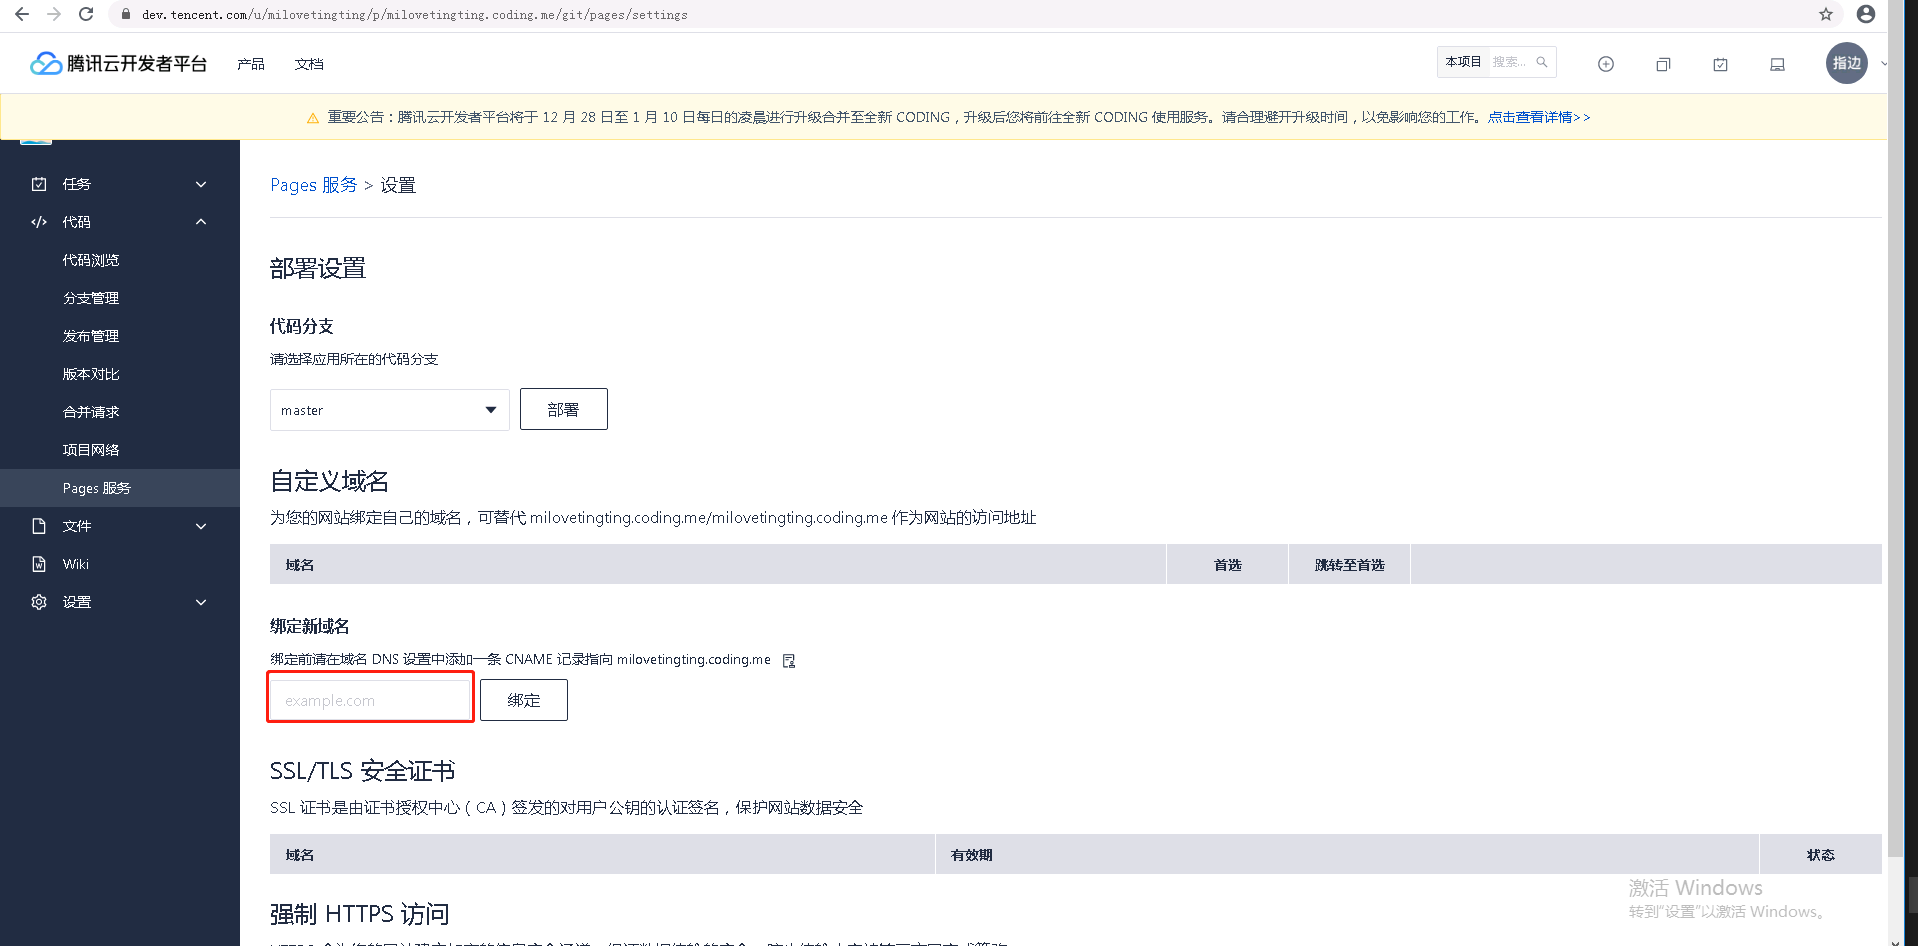 dev.tencent.com/u/milovetingting/p/milovetingting.coding.me/git/pages/settings
腾讯云开发者平台 产品 文档 本项目 搜索... 指边
重要公告：腾讯云开发者平台将于 12 月 28 日至 1 月 10 日每日的凌晨进行升级合并至全新 CODING，升级后您将前往全新 CODING 使用服务。请合理避开升级时间，以免影响您的工作。点击查看详情>>
任务
代码
代码浏览
分支管理
发布管理
版本对比
合并请求
项目网络
Pages 服务
文件
Wiki
设置
Pages 服务 > 设置
部署设置
代码分支
请选择应用所在的代码分支
master 部署
自定义域名
为您的网站绑定自己的域名，可替代 milovetingting.coding.me/milovetingting.coding.me 作为网站的访问地址
域名 首选 跳转至首选
绑定新域名
绑定前请在域名 DNS 设置中添加一条 CNAME 记录指向 milovetingting.coding.me
example.com 绑定
SSL/TLS 安全证书
SSL 证书是由证书授权中心（CA）签发的对用户公钥的认证签名，保护网站数据安全
域名 有效期 状态
强制 HTTPS 访问
激活 Windows
转到“设置”以激活 Windows。